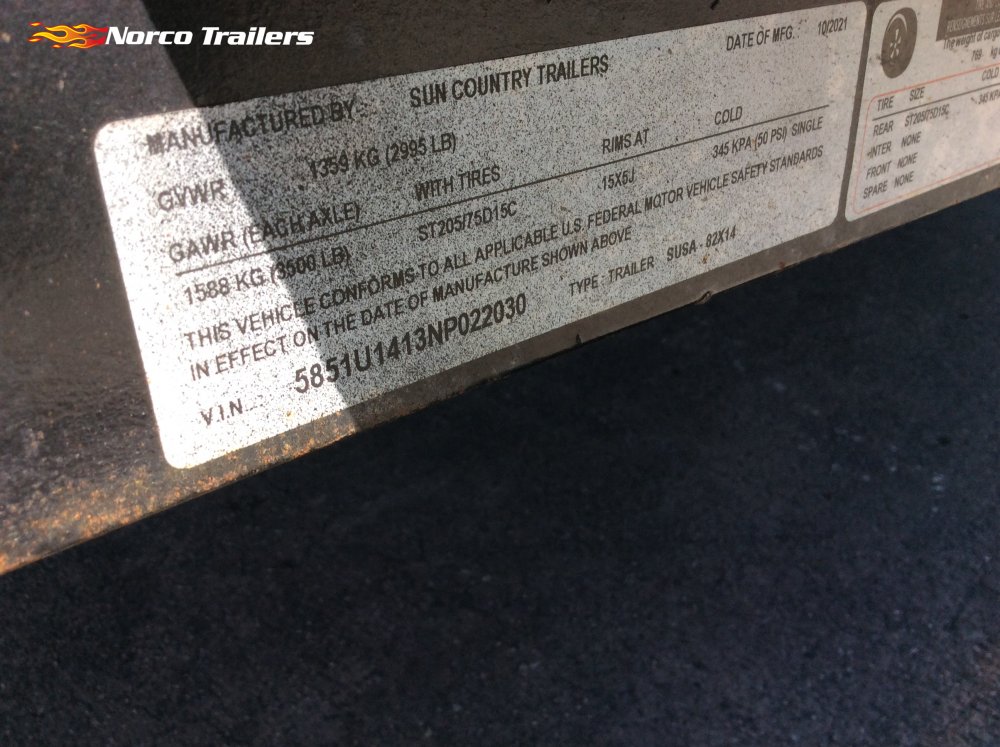 Norco Trailers
MANUFACTURED BY SUN COUNTRY TRAILERS DATE OF MFG. 10/2021
GVWR 1359 KG (2995 LB)
GAWR (EACH AXLE) WITH TIRES RIMS AT COLD
1588 KG (3500 LB) ST205/75D15C 15X5J 345 KPA (50 PSI) SINGLE
THIS VEHICLE CONFORMS TO ALL APPLICABLE U.S. FEDERAL MOTOR VEHICLE SAFETY STANDARDS
IN EFFECT ON THE DATE OF MANUFACTURE SHOWN ABOVE
V.I.N. 5851U1413NP022030 TYPE - TRAILER SUSA - 82X14
The weight of cargo
769 kg
TIRE SIZE COLD
REAR ST205/75D15C 345 KPA
INTER NONE
FRONT NONE
SPARE NONE